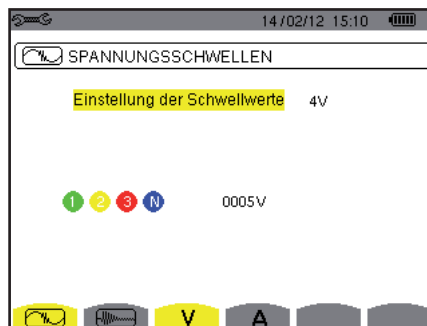 14/02/12 15:10
SPANNUNGSSCHWELLEN
Einstellung der Schwellwerte 4V
1 2 3 N 0005V
V A